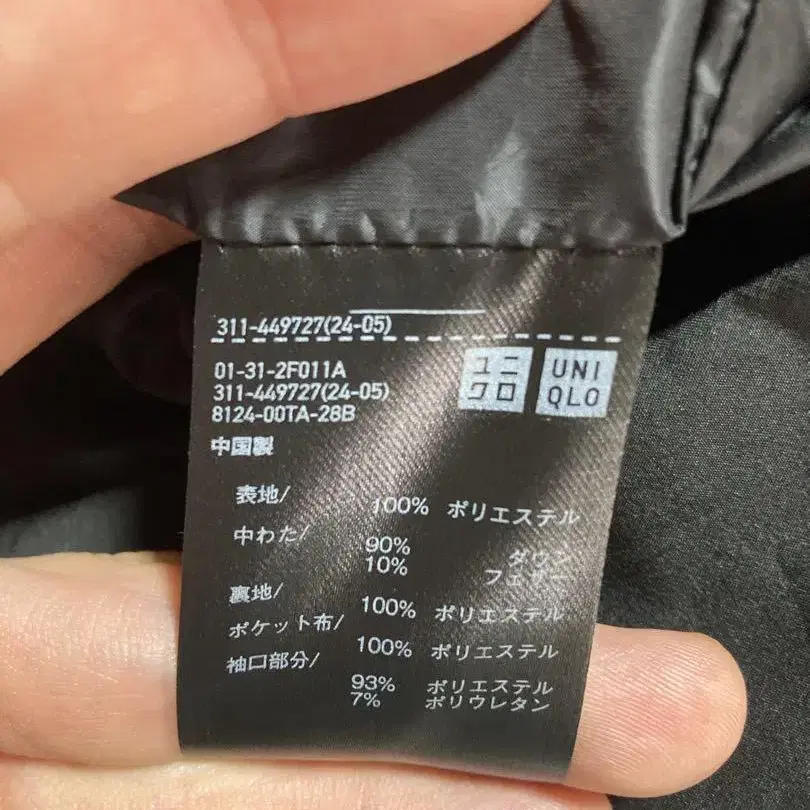 311-449727(24-05)
01-31-2F011A
311-449727(24-05)
8124-00TA-28B
中国製
ユニ
クロ
UNI
QLO
表地/
100% ポリエステル
中わた/
90% ダウン
10% フェザー
裏地/
100% ポリエステル
ポケット布/
100% ポリエステル
袖口部分/
93% ポリエステル
7% ポリウレタン